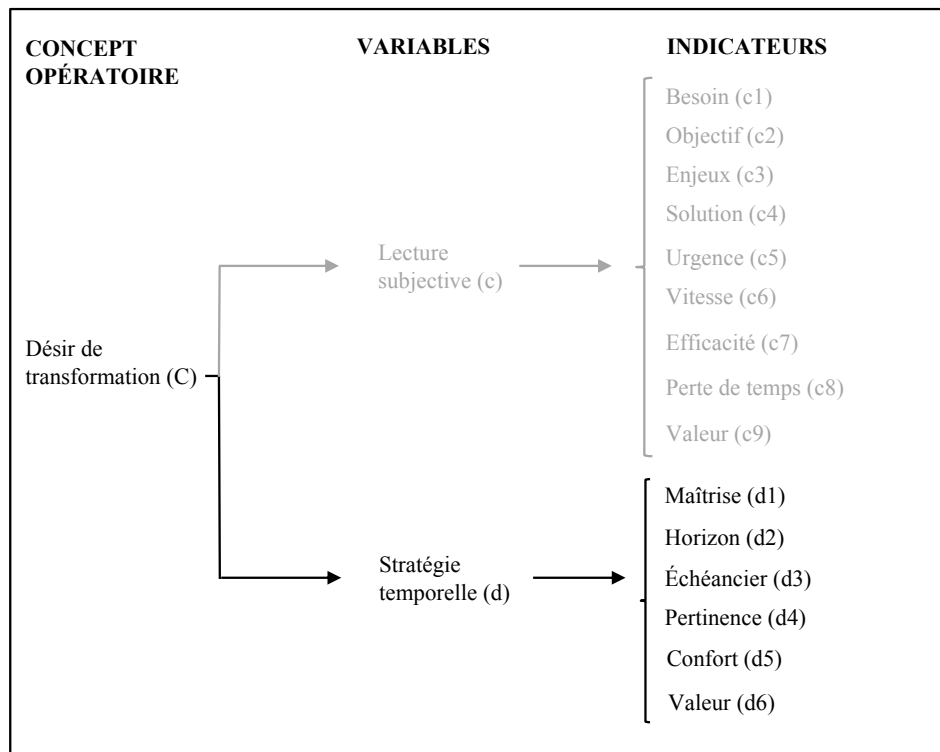 CONCEPT
OPÉRATOIRE
VARIABLES
INDICATEURS
Désir de
transformation (C)
Lecture
subjective (c)
Besoin (c1)
Objectif (c2)
Enjeux (c3)
Solution (c4)
Urgence (c5)
Vitesse (c6)
Efficacité (c7)
Perte de temps (c8)
Valeur (c9)
Stratégie
temporelle (d)
Maîtrise (d1)
Horizon (d2)
Échéancier (d3)
Pertinence (d4)
Confort (d5)
Valeur (d6)